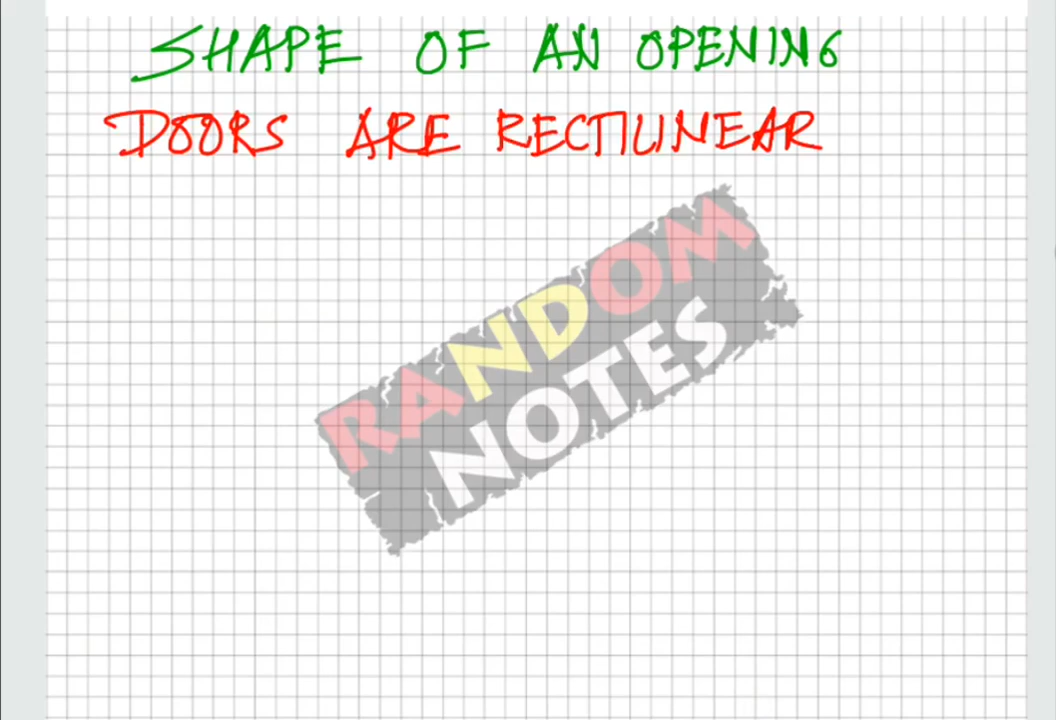 SHAPE OF AN OPENING
DOORS ARE RECTILINEAR
RANDOM
NOTES